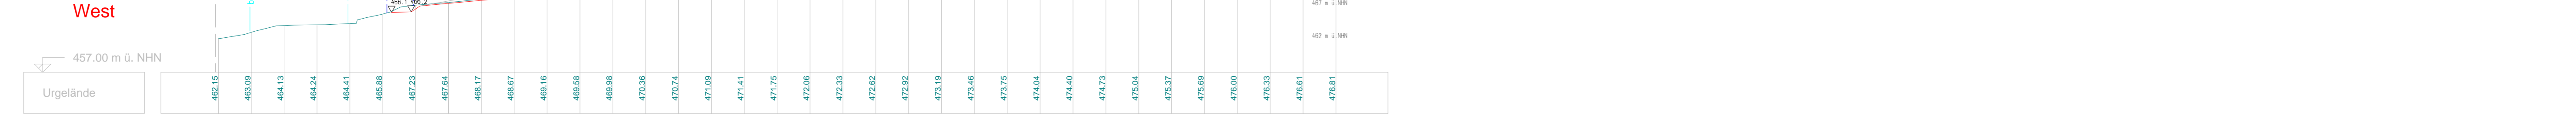 West
21
466.1 466.2
467 m ü.NHN
462 m ü.NHN
457.00 m ü. NHN
Urgelände
462.15 463.09 464.13 464.24 464.41 465.88 467.23 467.64 468.17 468.67 469.16 469.58 469.98 470.36 470.74 471.09 471.41 471.75 472.06 472.33 472.62 472.92 473.19 473.46 473.75 474.04 474.40 474.73 475.04 475.37 475.69 476.00 476.33 476.61 476.81